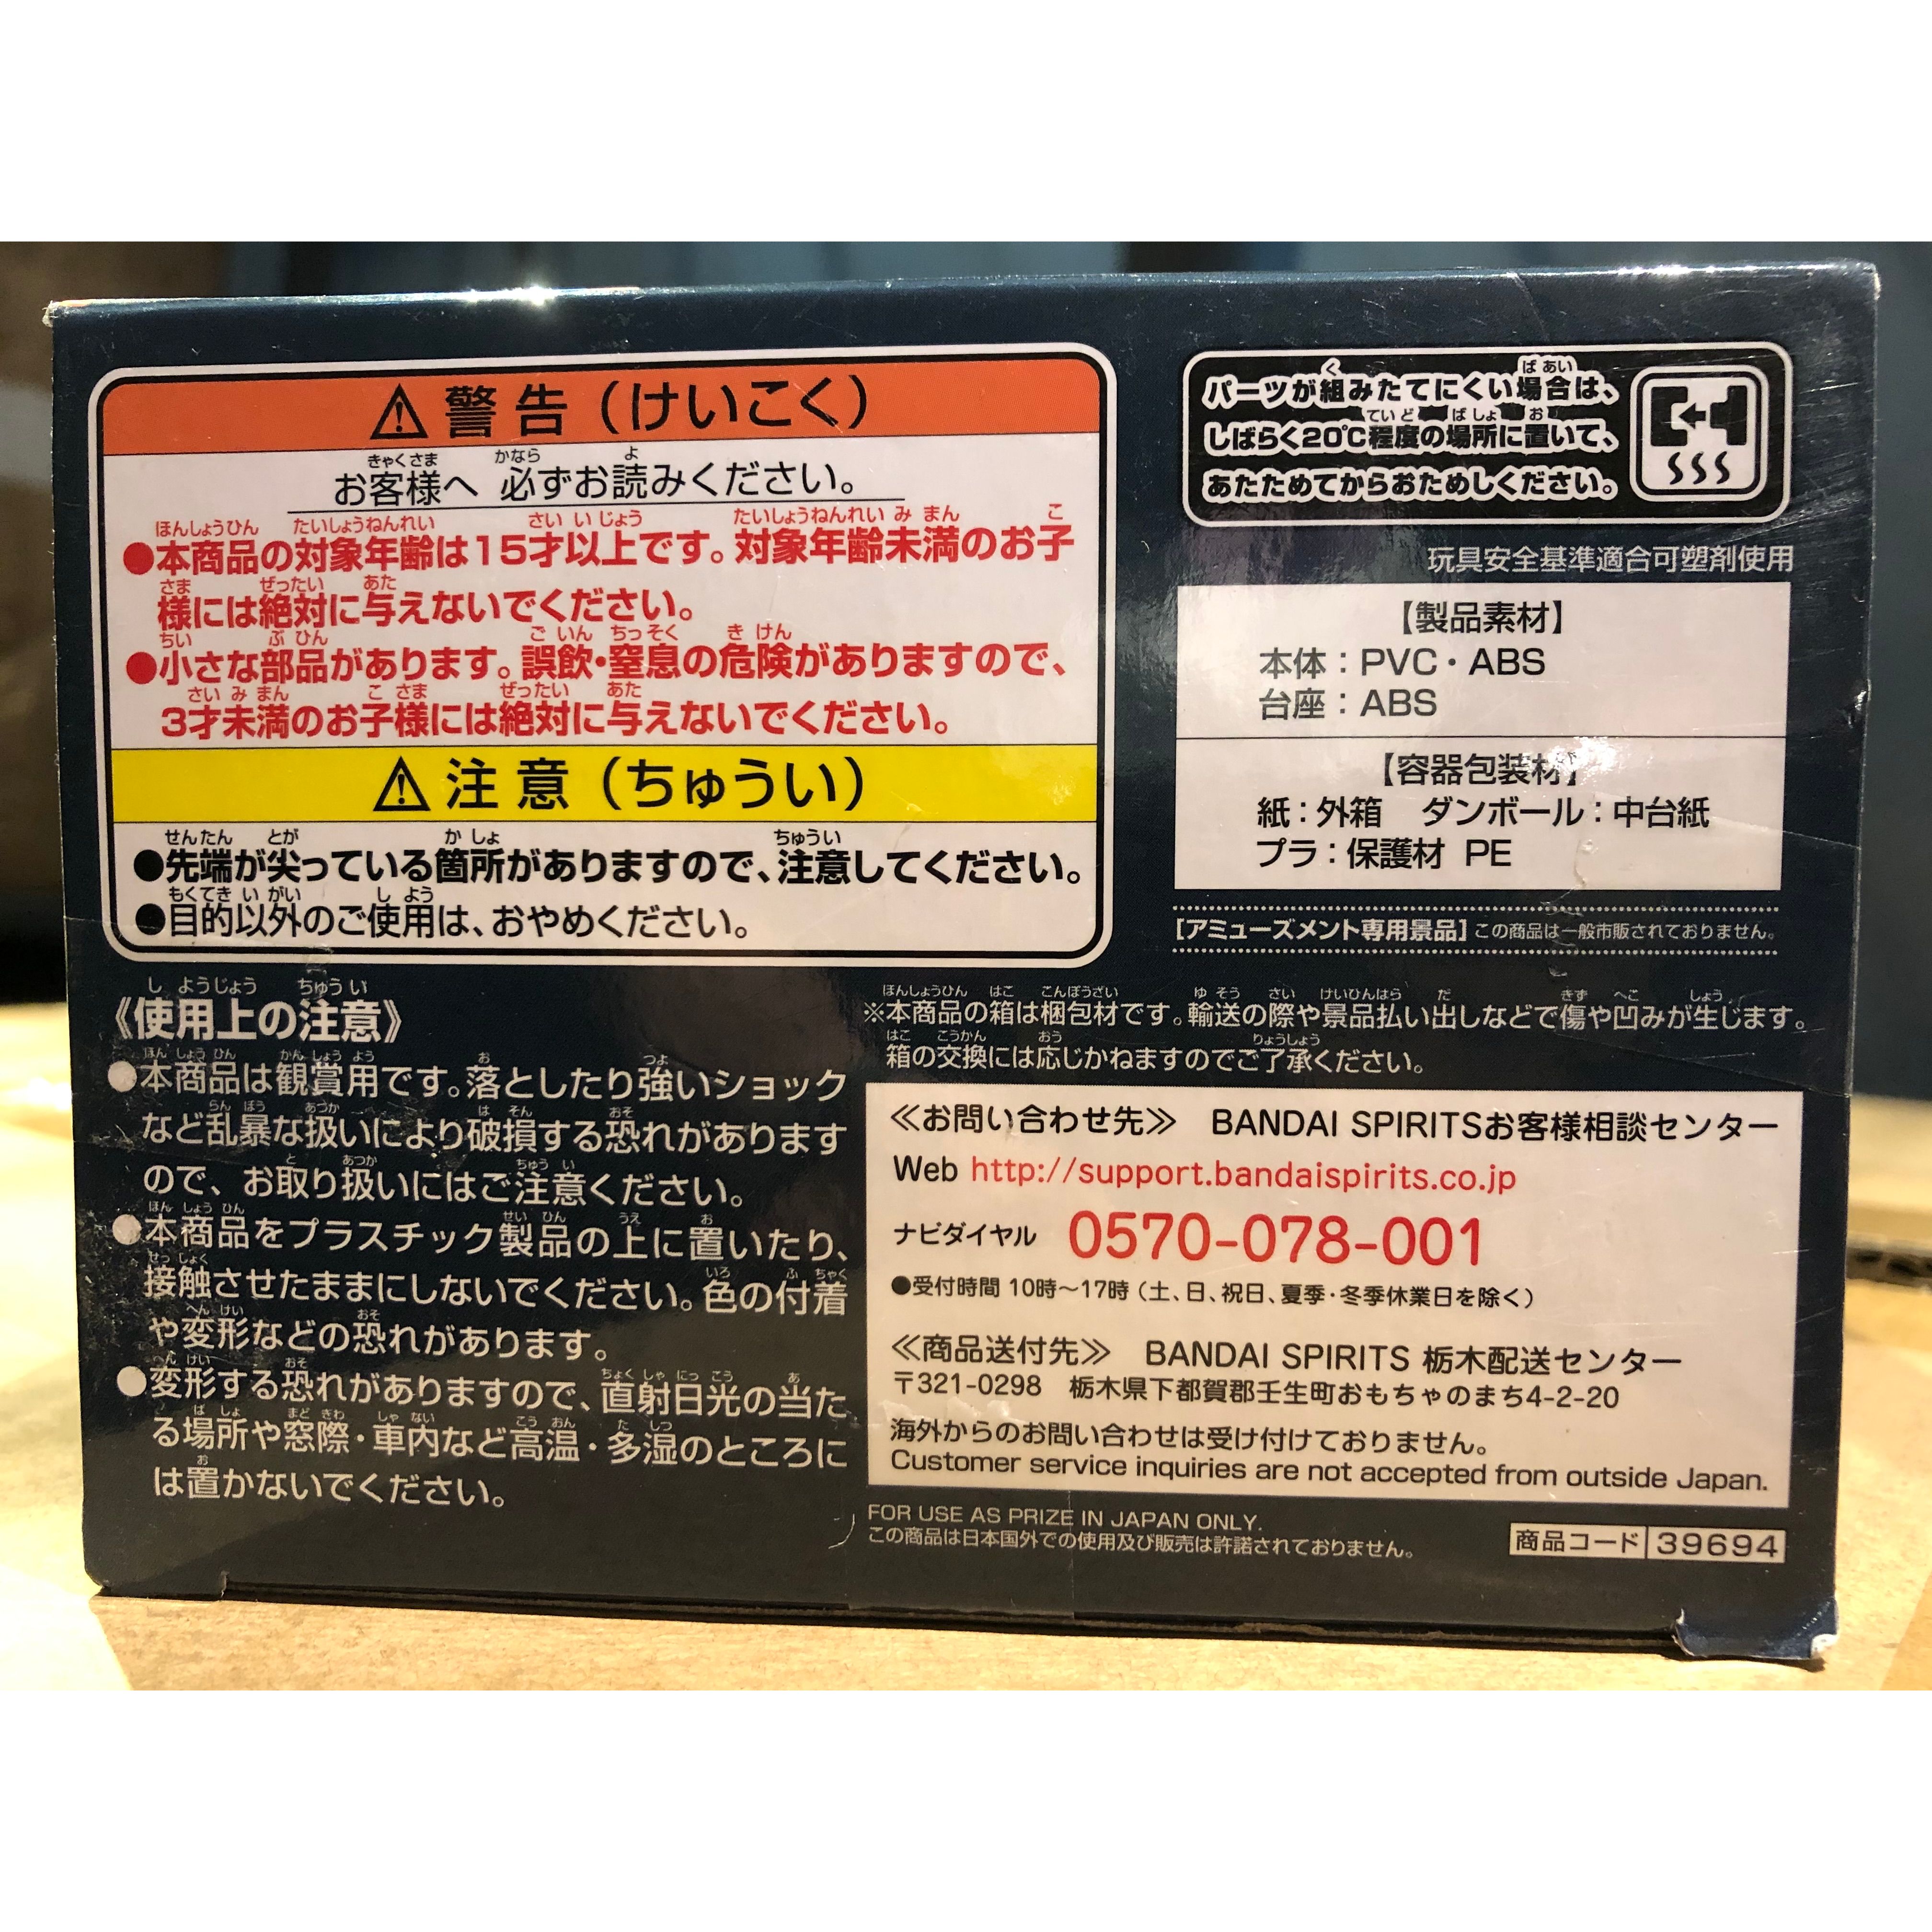 ⚠警告（けいこく）
お客様へ 必ずお読みください。
●本商品の対象年齢は15才以上です。対象年齢未満のお子
様には絶対に与えないでください。
●小さな部品があります。誤飲・窒息の危険がありますので、
3才未満のお子様には絶対に与えないでください。
⚠注意（ちゅうい）
●先端が尖っている箇所がありますので、注意してください。
●目的以外のご使用は、おやめください。
パーツが組みたてにくい場合は、
しばらく20℃程度の場所に置いて、
あたためてからおためしください。
玩具安全基準適合可塑剤使用
【製品素材】
本体：PVC・ABS
台座：ABS
【容器包装材】
紙：外箱 ダンボール：中台紙
プラ：保護材 PE
【アミューズメント専用景品】この商品は一般市販されておりません。
《使用上の注意》
●本商品は観賞用です。落としたり強いショック
など乱暴な扱いにより破損する恐れがあります
ので、お取り扱いにはご注意ください。
●本商品をプラスチック製品の上に置いたり、
接触させたままにしないでください。色の付着
や変形などの恐れがあります。
●変形する恐れがありますので、直射日光の当た
る場所や窓際・車内など高温・多湿のところに
は置かないでください。
※本商品の箱は梱包材です。輸送の際や景品払い出しなどで傷や凹みが生じます。
箱の交換には応じかねますのでご了承ください。
≪お問い合わせ先≫ BANDAI SPIRITSお客様相談センター
Web http://support.bandaispirits.co.jp
ナビダイヤル 0570-078-001
●受付時間 10時～17時（土、日、祝日、夏季・冬季休業日を除く）
≪商品送付先≫ BANDAI SPIRITS 栃木配送センター
〒321-0298 栃木県下都賀郡壬生町おもちゃのまち4-2-20
海外からのお問い合わせは受け付けておりません。
Customer service inquiries are not accepted from outside Japan.
FOR USE AS PRIZE IN JAPAN ONLY.
この商品は日本国外での使用及び販売は許諾されておりません。
商品コード 39694